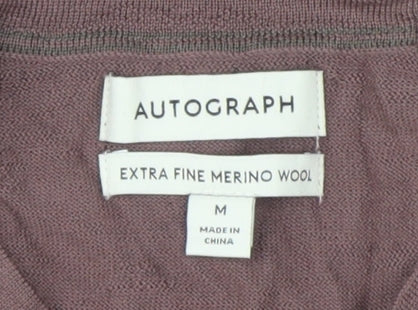 AUTOGRAPH
EXTRA FINE MERINO WOOL
M
MADE IN
CHINA